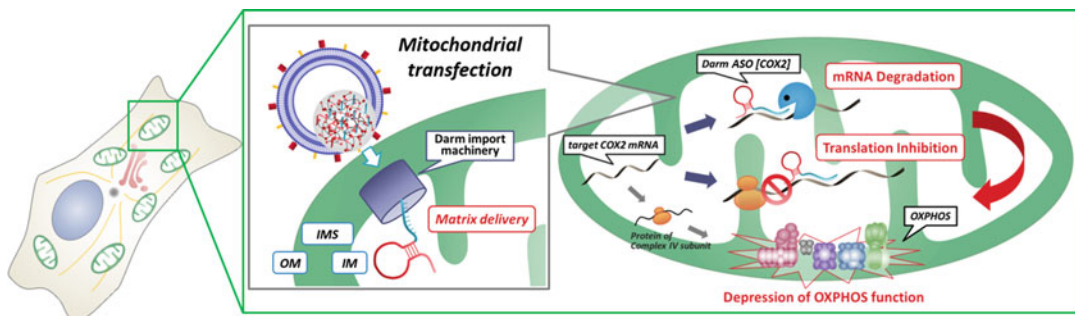 Mitochondrial
transfection
Darm import
machinery
Matrix delivery
IMS
OM
IM
Darm ASO [COX2]
mRNA Degradation
target COX2 mRNA
Translation Inhibition
Protein of
Complex IV subunit
OXPHOS
Depression of OXPHOS function